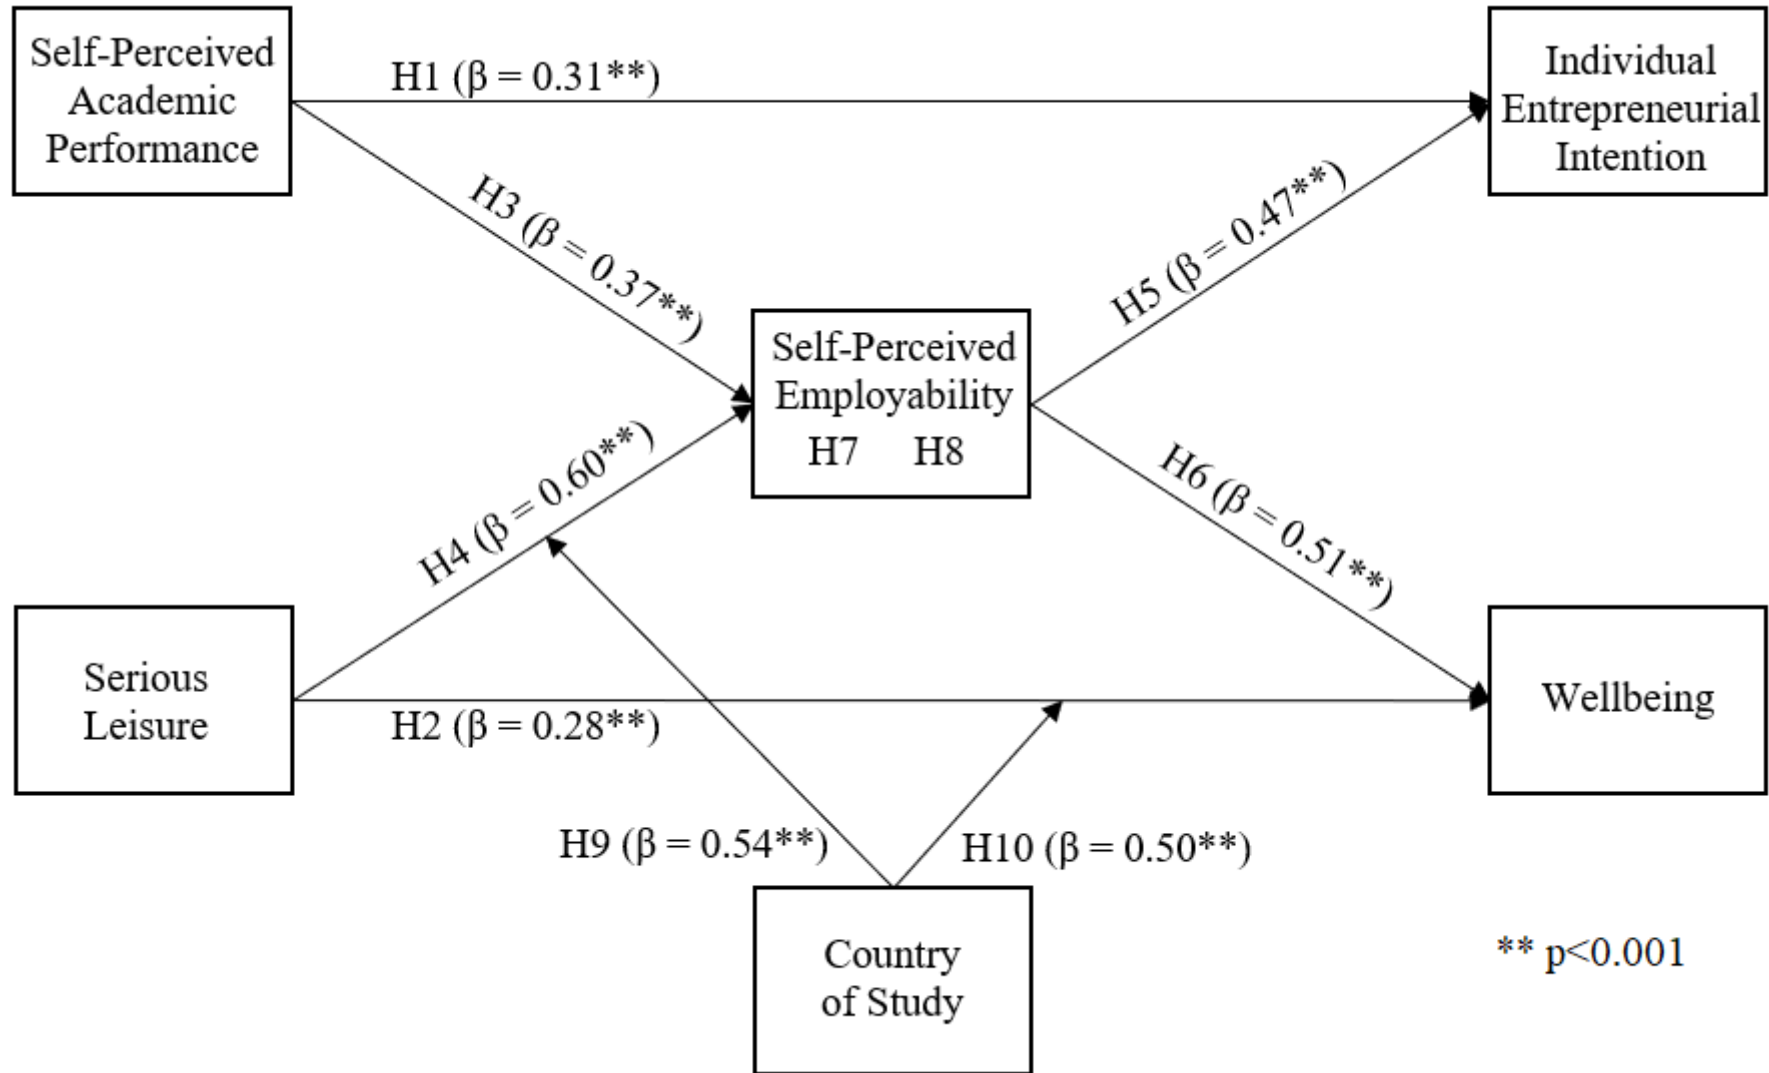 Self-Perceived
Academic
Performance
H1 (β = 0.31**)
Individual
Entrepreneurial
Intention
H3 (β = 0.37**)
H5 (β = 0.47**)
Self-Perceived
Employability
H7 H8
H4 (β = 0.60**)
H6 (β = 0.51**)
Serious
Leisure
H2 (β = 0.28**)
Wellbeing
H9 (β = 0.54**)
H10 (β = 0.50**)
Country
of Study
** p<0.001